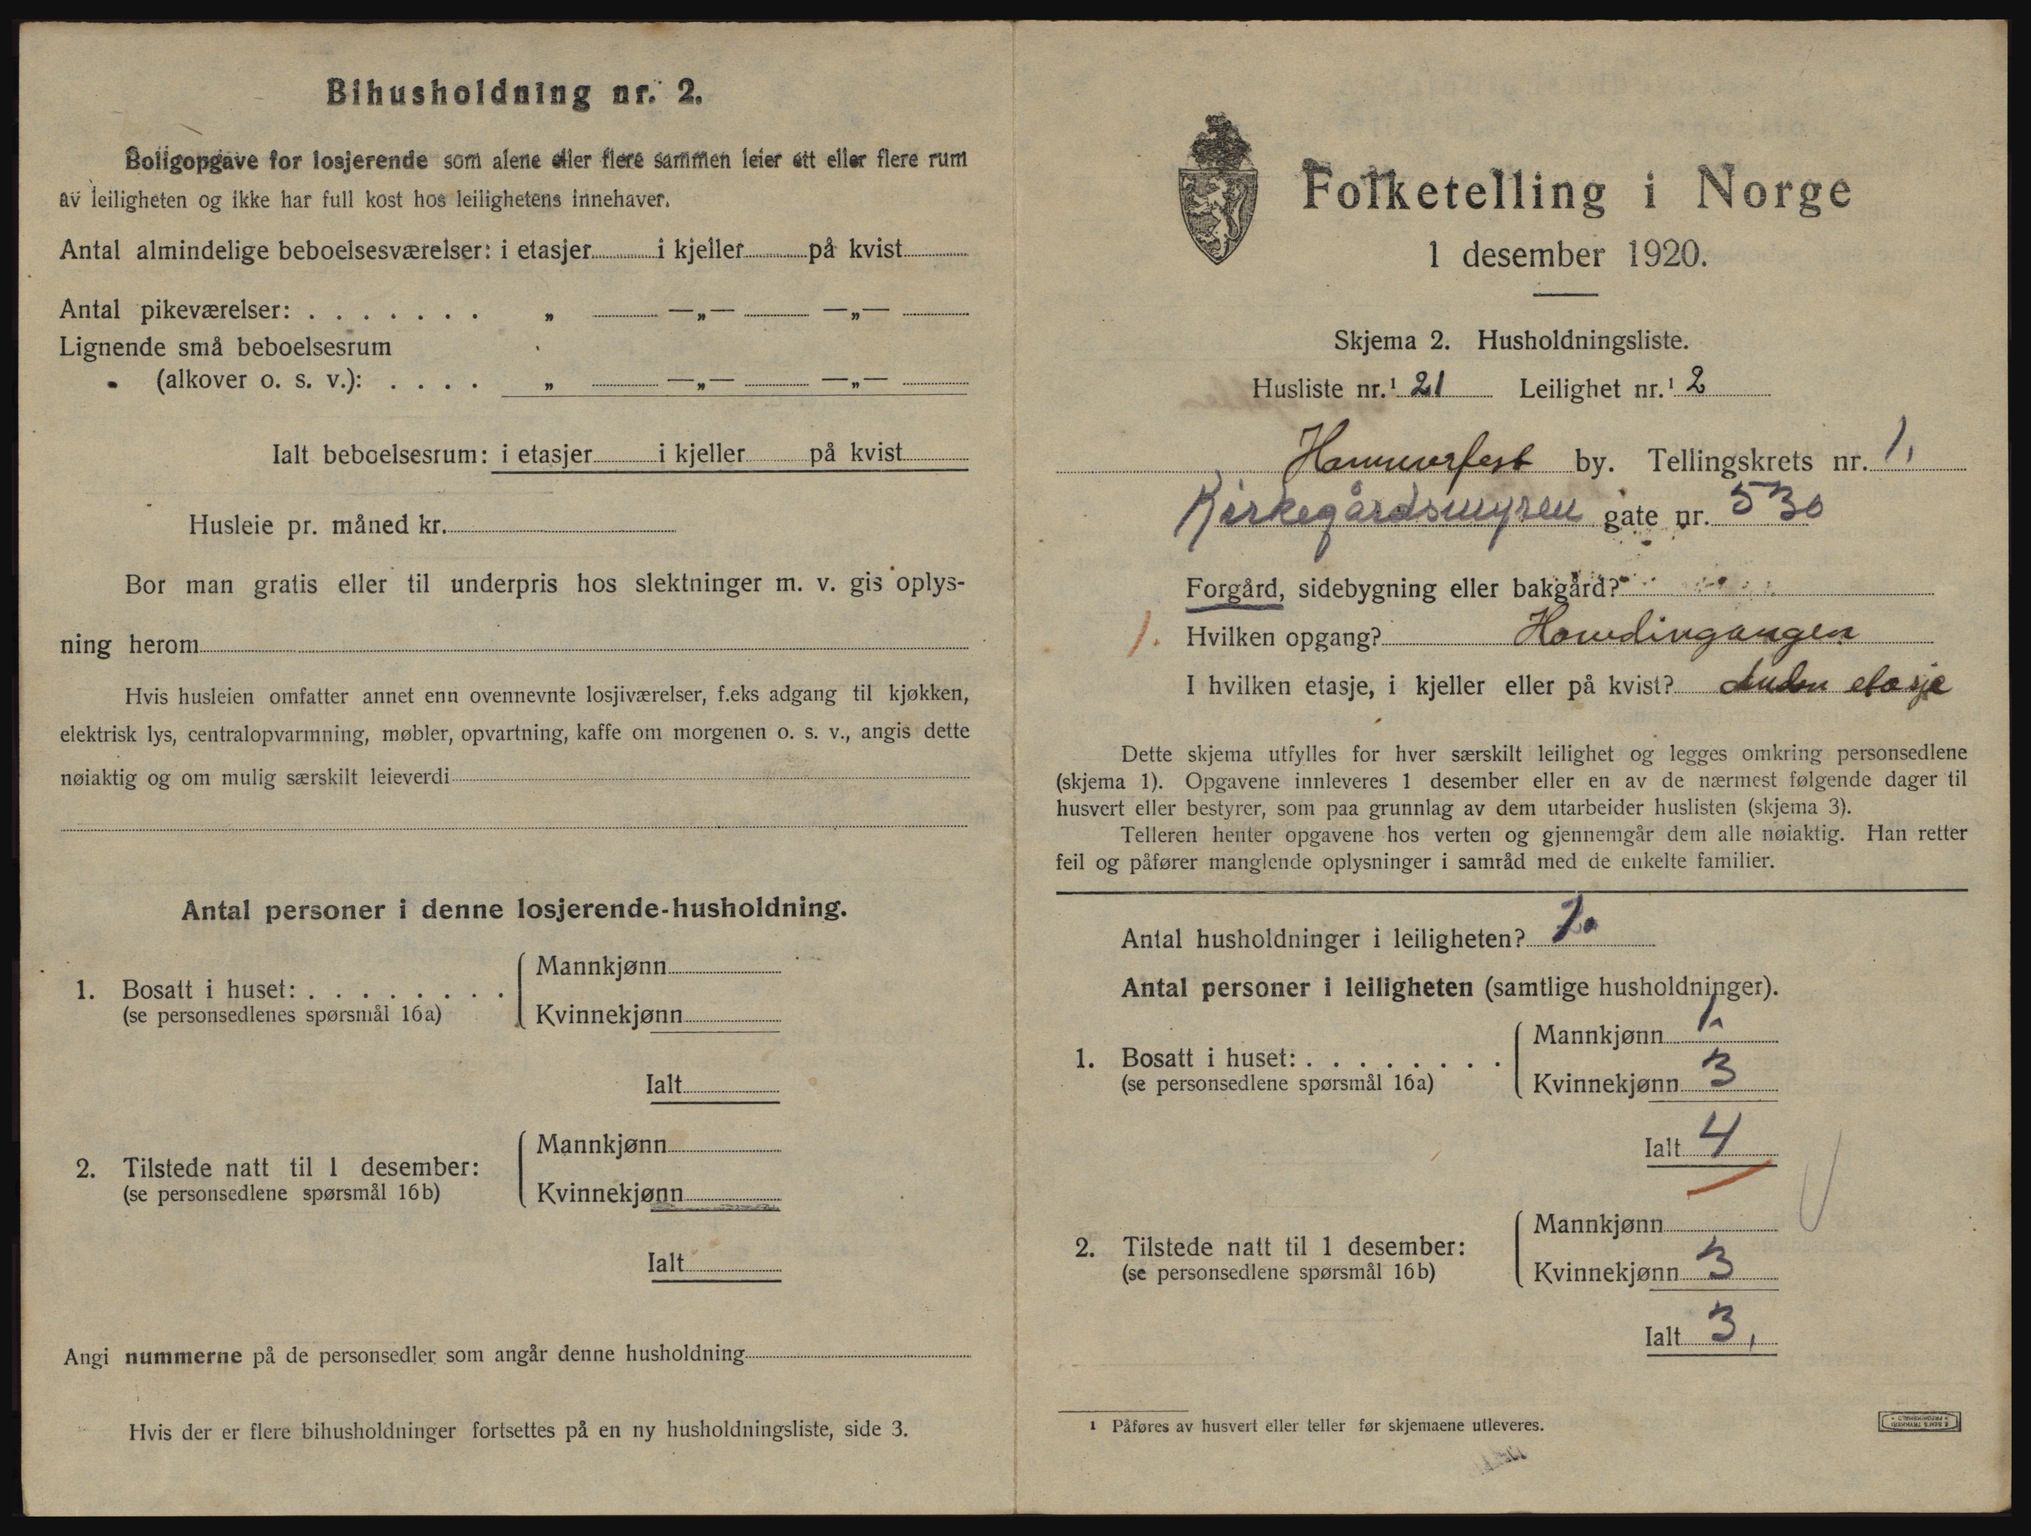 Bihusholdning nr. 2.
Boligopgave for losjerende som alene eller flere sammen leier ett eller flere rum
av leiligheten og ikke har full kost hos leilighetens innehaver.
Antal almindelige beboelsesværelser: i etasjer i kjeller på kvist
Antal pikeværelser: . . . . . . . „ —„— —„—
Lignende små beboelsesrum
(alkover o. s. v.): . . . . „ —„— —„—
Ialt beboelsesrum: i etasjer i kjeller på kvist
Husleie pr. måned kr.
Bor man gratis eller til underpris hos slektninger m. v. gis oplys-
ning herom
Hvis husleien omfatter annet enn ovennevnte losjiværelser, f.eks adgang til kjøkken,
elektrisk lys, centralopvarmning, møbler, opvartning, kaffe om morgenen o. s. v., angis dette
nøiaktig og om mulig særskilt leieverdi
Antal personer i denne losjerende-husholdning.
Mannkjønn
1. Bosatt i huset: . . . . . . . .
(se personsedlenes spørsmål 16a)
Kvinnekjønn
Ialt
Mannkjønn
2. Tilstede natt til 1 desember:
(se personsedlene spørsmål 16b)
Kvinnekjønn
Ialt
Angi nummerne på de personsedler som angår denne husholdning
Hvis der er flere bihusholdninger fortsettes på en ny husholdningsliste, side 3.
Folketelling i Norge
1 desember 1920.
Skjema 2. Husholdningsliste.
Husliste nr.¹ 21 Leilighet nr.¹ 2
Hammerfest by. Tellingskrets nr. 1.
Kirkegårdsmyren gate nr. 530
Forgård, sidebygning eller bakgård?
1. Hvilken opgang? Hovedingangen
I hvilken etasje, i kjeller eller på kvist? Anden etasje
Dette skjema utfylles for hver særskilt leilighet og legges omkring personsedlene
(skjema 1). Opgavene innleveres 1 desember eller en av de nærmest følgende dager til
husvert eller bestyrer, som paa grunnlag av dem utarbeider huslisten (skjema 3).
Telleren henter opgavene hos verten og gjennemgår dem alle nøiaktig. Han retter
feil og påfører manglende oplysninger i samråd med de enkelte familier.
Antal husholdninger i leiligheten?
Antal personer i leiligheten (samtlige husholdninger).
Mannkjønn 1
1. Bosatt i huset: . . . . . . . .
(se personsedlene spørsmål 16a)
Kvinnekjønn 3
Ialt 4
Mannkjønn
2. Tilstede natt til 1 desember:
(se personsedlene spørsmål 16b)
Kvinnekjønn 3
Ialt 3,
¹ Påføres av husvert eller teller før skjemaene utleveres.